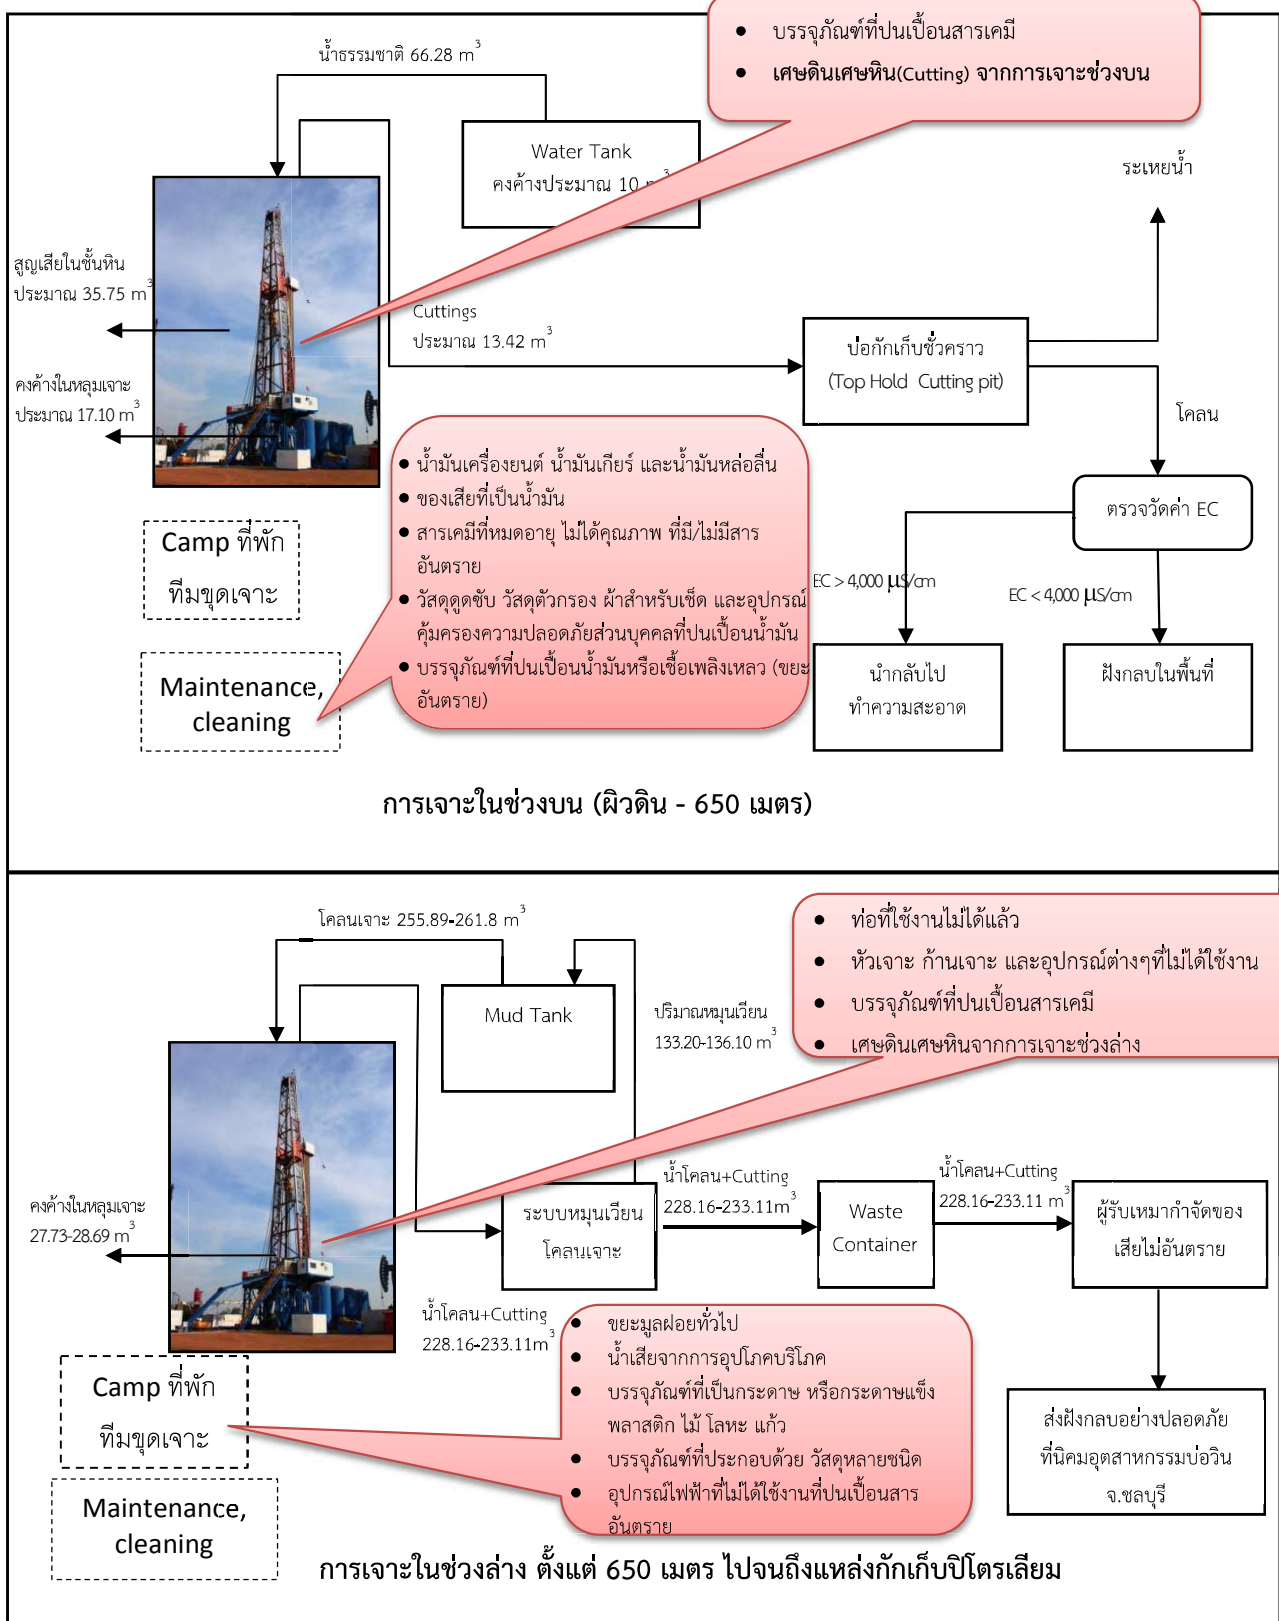 น้ำธรรมชาติ 66.28 m3
• บรรจุภัณฑ์ที่ปนเปื้อนสารเคมี
• เศษดินเศษหิน(Cutting) จากการเจาะช่วงบน
Water Tank
คงค้างประมาณ 10 m3
ระเหยน้ำ
สูญเสียในชั้นหิน
ประมาณ 35.75 m3
Cuttings
ประมาณ 13.42 m3
บ่อกักเก็บชั่วคราว
(Top Hold Cutting pit)
คงค้างในหลุมเจาะ
ประมาณ 17.10 m3
โคลน
• น้ำมันเครื่องยนต์ น้ำมันเกียร์ และน้ำมันหล่อลื่น
• ของเสียที่เป็นน้ำมัน
• สารเคมีที่หมดอายุ ไม่ได้คุณภาพ ที่มี/ไม่มีสาร
อันตราย
• วัสดุดูดซับ วัสดุตัวกรอง ผ้าสำหรับเช็ด และอุปกรณ์
คุ้มครองความปลอดภัยส่วนบุคคลที่ปนเปื้อนน้ำมัน
• บรรจุภัณฑ์ที่ปนเปื้อนน้ำมันหรือเชื้อเพลิงเหลว (ขยะ
อันตราย)
ตรวจวัดค่า EC
Camp ที่พัก
ทีมขุดเจาะ
EC > 4,000 µS/cm
EC < 4,000 µS/cm
Maintenance,
cleaning
นำกลับไป
ทำความสะอาด
ฝังกลบในพื้นที่
การเจาะในช่วงบน (ผิวดิน - 650 เมตร)
โคลนเจาะ 255.89-261.8 m3
• ท่อที่ใช้งานไม่ได้แล้ว
• หัวเจาะ ก้านเจาะ และอุปกรณ์ต่างๆที่ไม่ได้ใช้งาน
• บรรจุภัณฑ์ที่ปนเปื้อนสารเคมี
• เศษดินเศษหินจากการเจาะช่วงล่าง
Mud Tank
ปริมาณหมุนเวียน
133.20-136.10 m3
คงค้างในหลุมเจาะ
27.73-28.69 m3
ระบบหมุนเวียน
โคลนเจาะ
น้ำโคลน+Cutting
228.16-233.11m3
Waste
Container
น้ำโคลน+Cutting
228.16-233.11 m3
ผู้รับเหมากำจัดของ
เสียไม่อันตราย
น้ำโคลน+Cutting
228.16-233.11m3
• ขยะมูลฝอยทั่วไป
• น้ำเสียจากการอุปโภคบริโภค
• บรรจุภัณฑ์ที่เป็นกระดาษ หรือกระดาษแข็ง
พลาสติก ไม้ โลหะ แก้ว
• บรรจุภัณฑ์ที่ประกอบด้วย วัสดุหลายชนิด
• อุปกรณ์ไฟฟ้าที่ไม่ได้ใช้งานที่ปนเปื้อนสาร
อันตราย
Camp ที่พัก
ทีมขุดเจาะ
Maintenance,
cleaning
ส่งฝังกลบอย่างปลอดภัย
ที่นิคมอุตสาหกรรมบ่อวิน
จ.ชลบุรี
การเจาะในช่วงล่าง ตั้งแต่ 650 เมตร ไปจนถึงแหล่งกักเก็บปิโตรเลียม